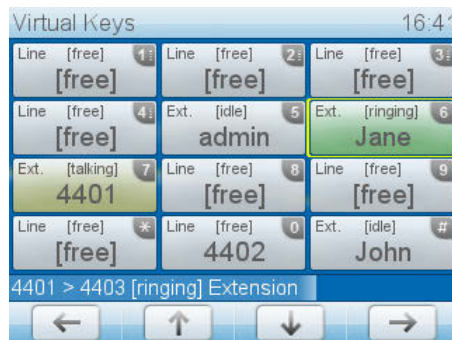 Virtual Keys 16:41
Line [free] 1 Line [free] 2 Line [free] 3
[free] [free] [free]
Line [free] 4 Ext. [idle] 5 Ext. [ringing] 6
[free] admin Jane
Ext. [talking] 7 Line [free] 8 Line [free] 9
4401 [free] [free]
Line [free] * Line [free] 0 Ext. [idle] #
[free] 4402 John
4401 > 4403 [ringing] Extension